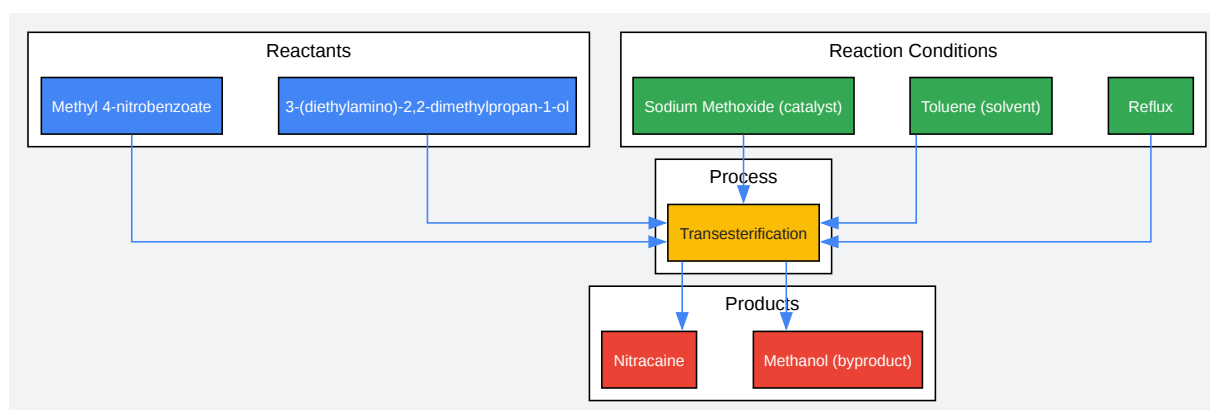 Reactants
Reaction Conditions
Methyl 4-nitrobenzoate
3-(diethylamino)-2,2-dimethylpropan-1-ol
Sodium Methoxide (catalyst)
Toluene (solvent)
Reflux
Process
Transesterification
Products
Nitracaine
Methanol (byproduct)